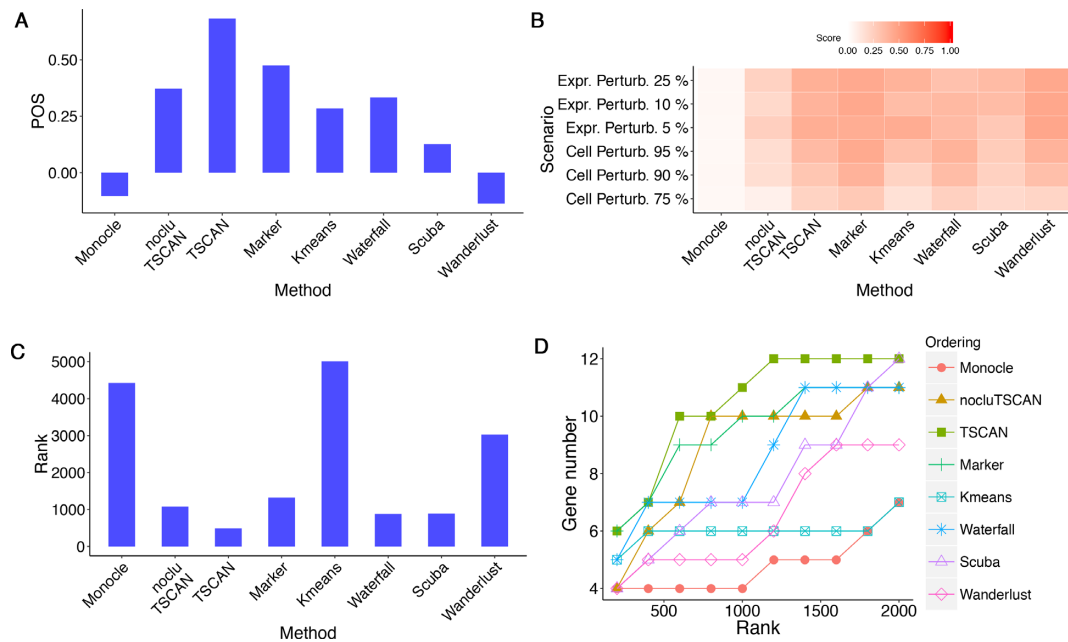 A
POS
0.50
0.25
0.00
Monocle
noclu
TSCAN
TSCAN
Marker
Kmeans
Waterfall
Scuba
Wanderlust
Method
B
Score
0.00 0.25 0.50 0.75 1.00
Scenario
Expr. Perturb. 25 %
Expr. Perturb. 10 %
Expr. Perturb. 5 %
Cell Perturb. 95 %
Cell Perturb. 90 %
Cell Perturb. 75 %
Monocle
noclu
TSCAN
TSCAN
Marker
Kmeans
Waterfall
Scuba
Wanderlust
Method
C
Rank
5000
4000
3000
2000
1000
0
Monocle
noclu
TSCAN
TSCAN
Marker
Kmeans
Waterfall
Scuba
Wanderlust
Method
D
Gene number
12
10
8
6
4
500 1000 1500 2000
Rank
Ordering
Monocle
nocluTSCAN
TSCAN
Marker
Kmeans
Waterfall
Scuba
Wanderlust